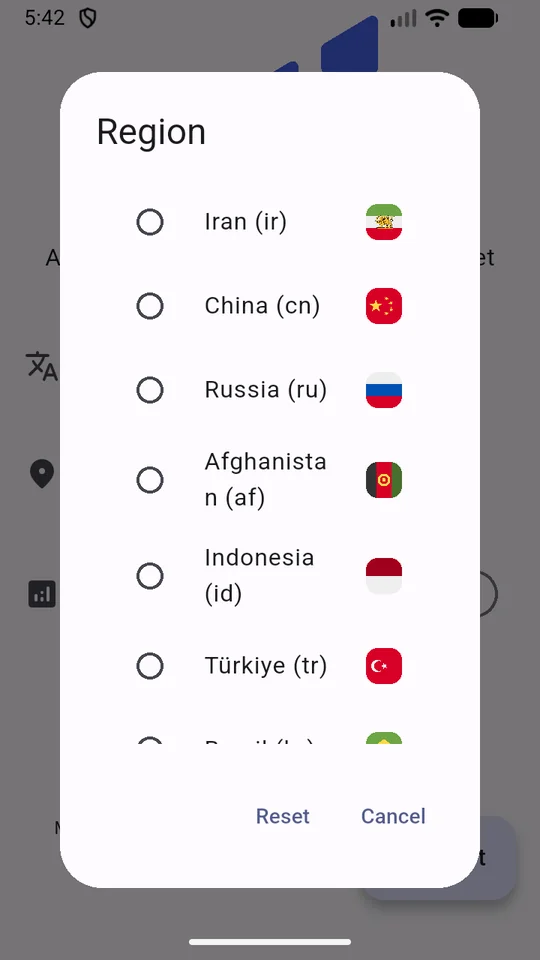 5:42
Region
Iran (ir)
China (cn)
Russia (ru)
Afghanista
n (af)
Indonesia
(id)
Türkiye (tr)
Reset
Cancel